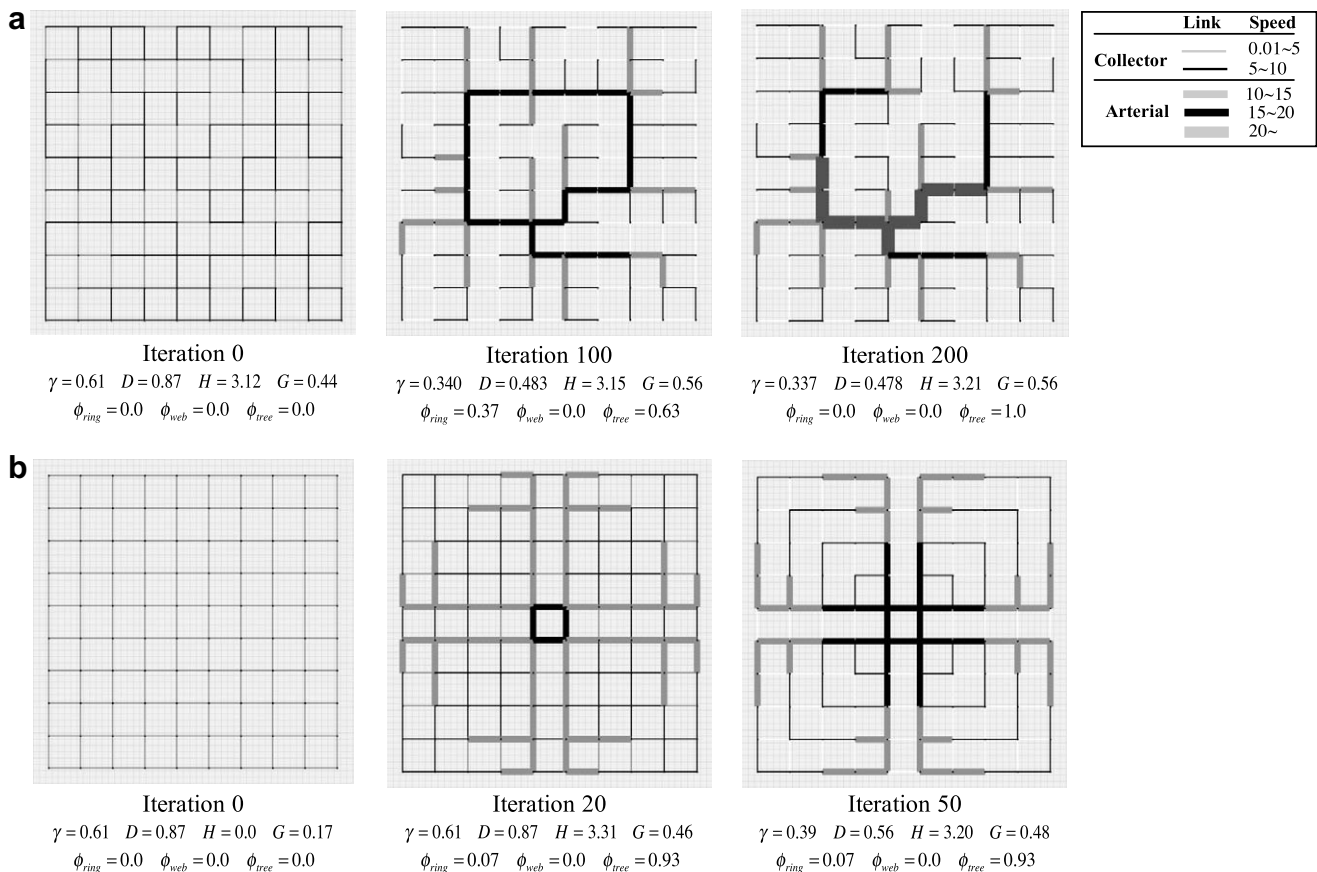 a
Link Speed
Collector
0.01~5
5~10
Arterial
10~15
15~20
20~
Iteration 0
γ = 0.61 D = 0.87 H = 3.12 G = 0.44
ϕring = 0.0 ϕweb = 0.0 ϕtree = 0.0
Iteration 100
γ = 0.340 D = 0.483 H = 3.15 G = 0.56
ϕring = 0.37 ϕweb = 0.0 ϕtree = 0.63
Iteration 200
γ = 0.337 D = 0.478 H = 3.21 G = 0.56
ϕring = 0.0 ϕweb = 0.0 ϕtree = 1.0
b
Iteration 0
γ = 0.61 D = 0.87 H = 0.0 G = 0.17
ϕring = 0.0 ϕweb = 0.0 ϕtree = 0.0
Iteration 20
γ = 0.61 D = 0.87 H = 3.31 G = 0.46
ϕring = 0.07 ϕweb = 0.0 ϕtree = 0.93
Iteration 50
γ = 0.39 D = 0.56 H = 3.20 G = 0.48
ϕring = 0.07 ϕweb = 0.0 ϕtree = 0.93